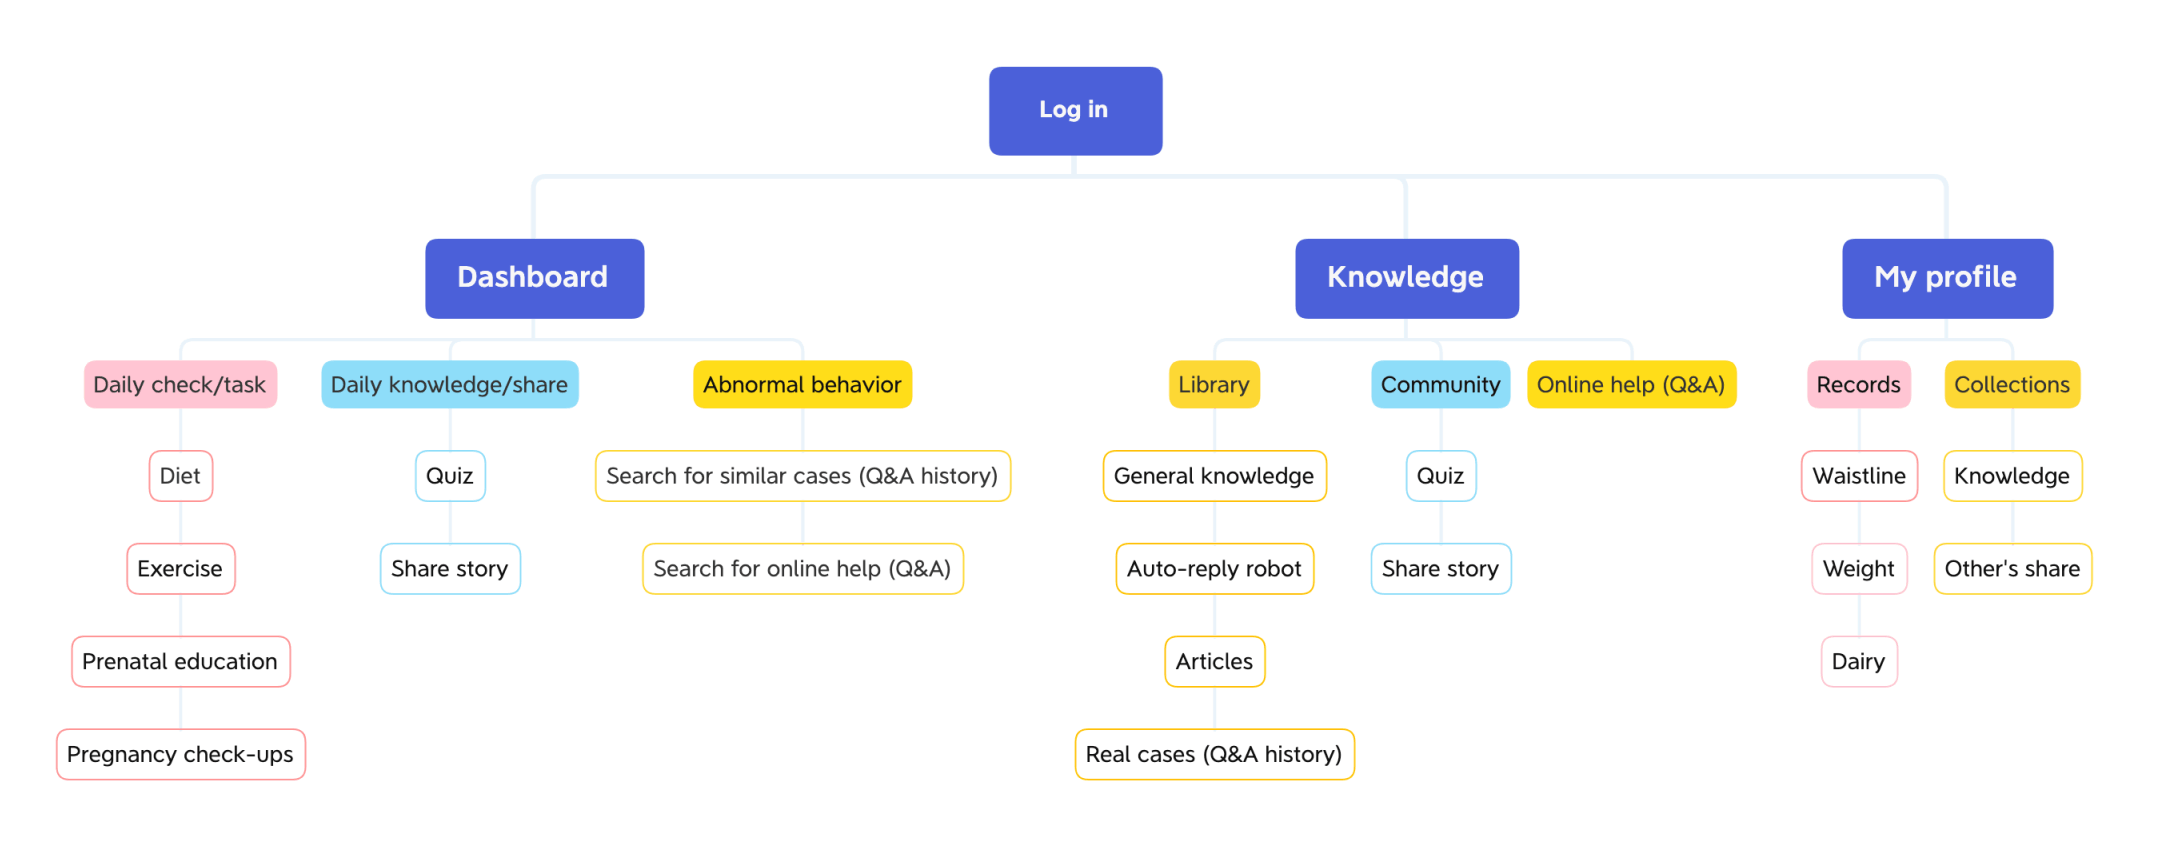 Log in
Dashboard
Knowledge
My profile
Daily check/task
Daily knowledge/share
Abnormal behavior
Library
Community
Online help (Q&A)
Records
Collections
Diet
Quiz
Search for similar cases (Q&A history)
General knowledge
Quiz
Waistline
Knowledge
Exercise
Share story
Search for online help (Q&A)
Auto-reply robot
Share story
Weight
Other's share
Prenatal education
Articles
Dairy
Pregnancy check-ups
Real cases (Q&A history)